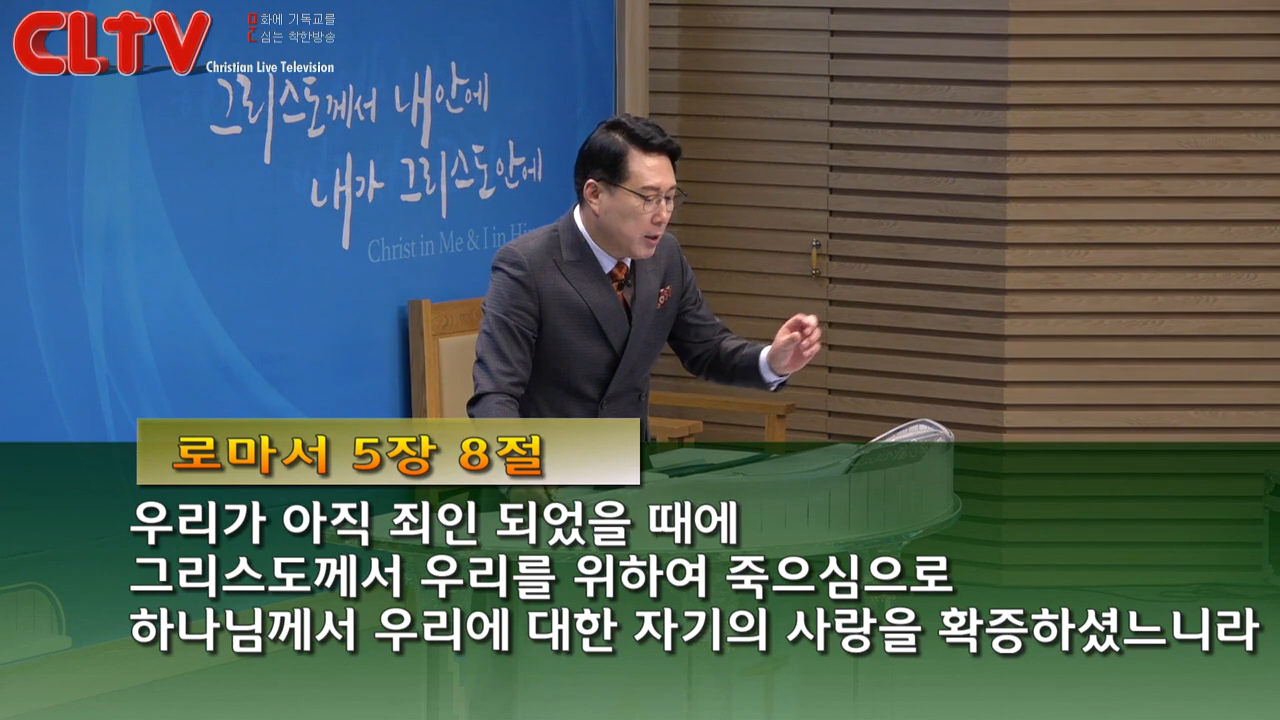 CLTV
문화에 기독교를
심는 착한방송
Christian Live Television
그리스도께서 내안에
내가 그리스도안에
Christ in Me & I in Hi
로마서 5장 8절
우리가 아직 죄인 되었을 때에
그리스도께서 우리를 위하여 죽으심으로
하나님께서 우리에 대한 자기의 사랑을 확증하셨느니라